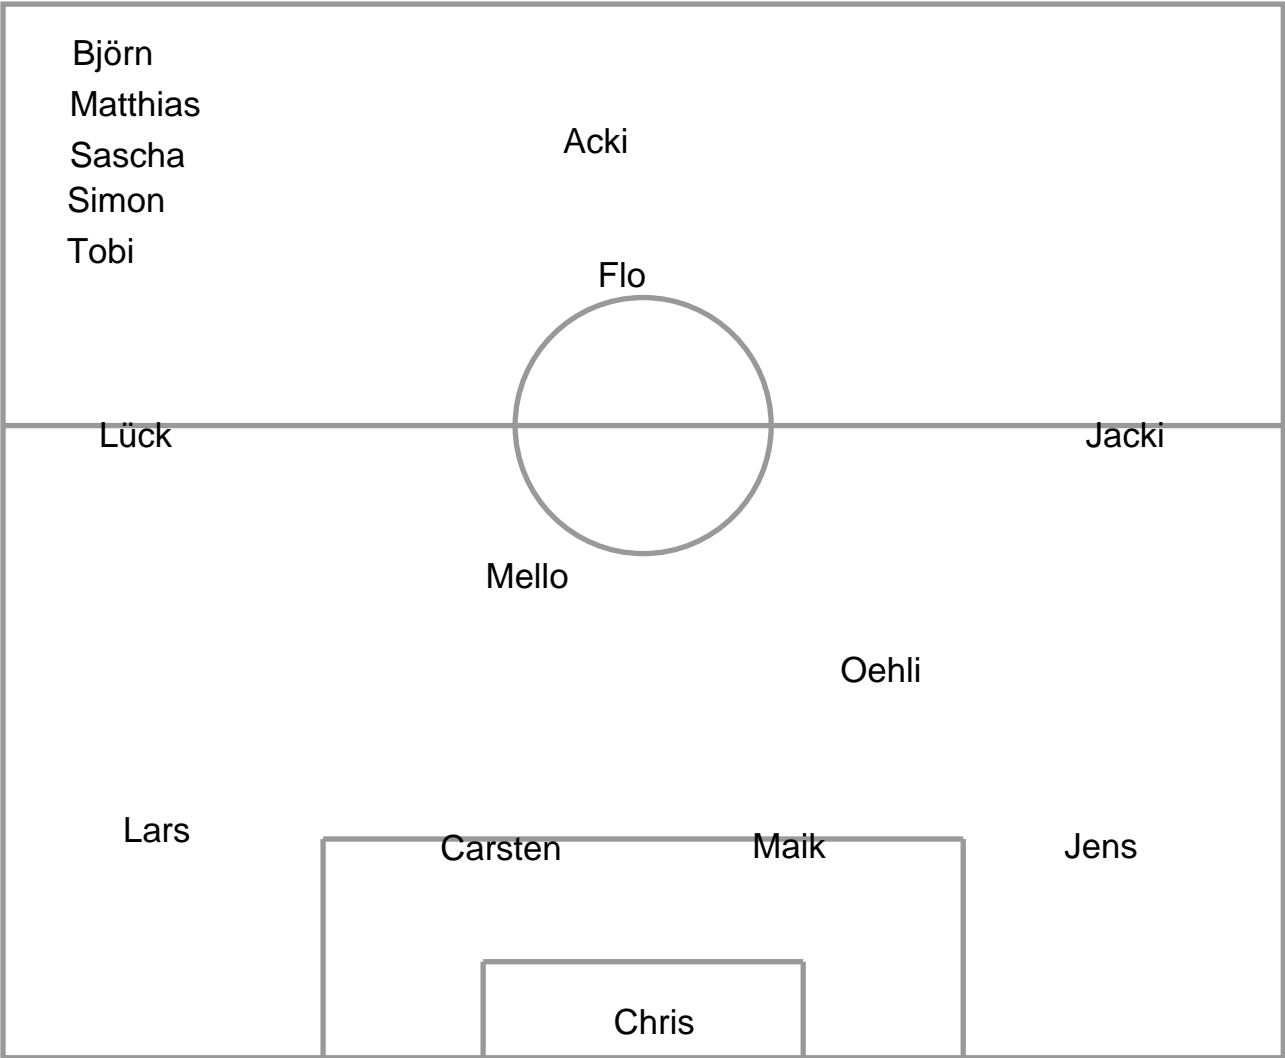 Björn
Matthias
Acki
Sascha
Simon
Tobi
Flo
Lück
Jacki
Mello
Oehli
Lars
Carsten
Maik
Jens
Chris